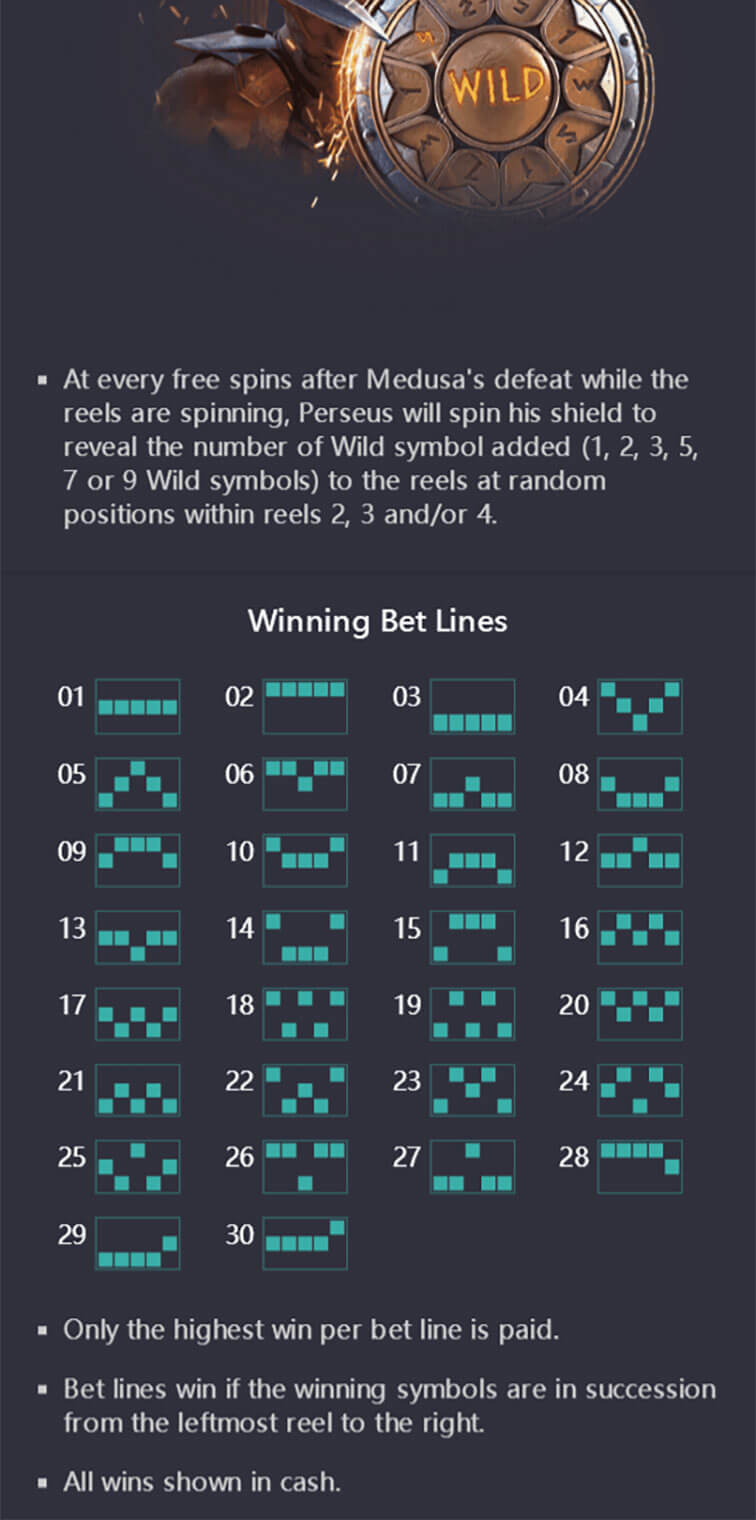 WILD
▪ At every free spins after Medusa's defeat while the
reels are spinning, Perseus will spin his shield to
reveal the number of Wild symbol added (1, 2, 3, 5,
7 or 9 Wild symbols) to the reels at random
positions within reels 2, 3 and/or 4.
Winning Bet Lines
01 02 03 04
05 06 07 08
09 10 11 12
13 14 15 16
17 18 19 20
21 22 23 24
25 26 27 28
29 30
▪ Only the highest win per bet line is paid.
▪ Bet lines win if the winning symbols are in succession
from the leftmost reel to the right.
▪ All wins shown in cash.